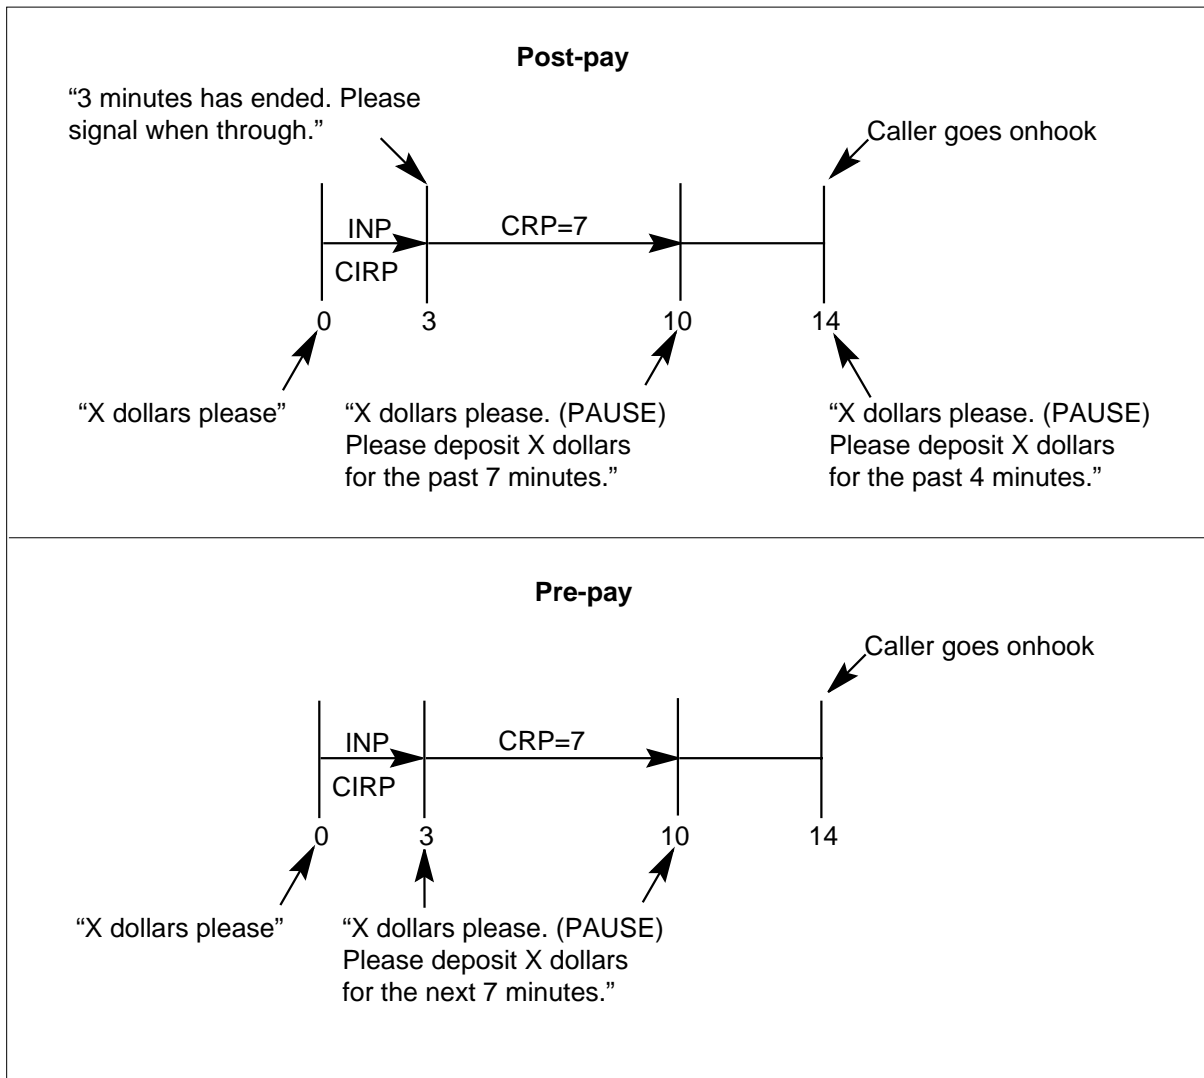 Post-pay
“3 minutes has ended. Please
signal when through.”
Caller goes onhook
INP
CRP=7
CIRP
0
3
10
14
“X dollars please”
“X dollars please. (PAUSE)
Please deposit X dollars
for the past 7 minutes.”
“X dollars please. (PAUSE)
Please deposit X dollars
for the past 4 minutes.”
Pre-pay
Caller goes onhook
INP
CRP=7
CIRP
0
3
10
14
“X dollars please”
“X dollars please. (PAUSE)
Please deposit X dollars
for the next 7 minutes.”